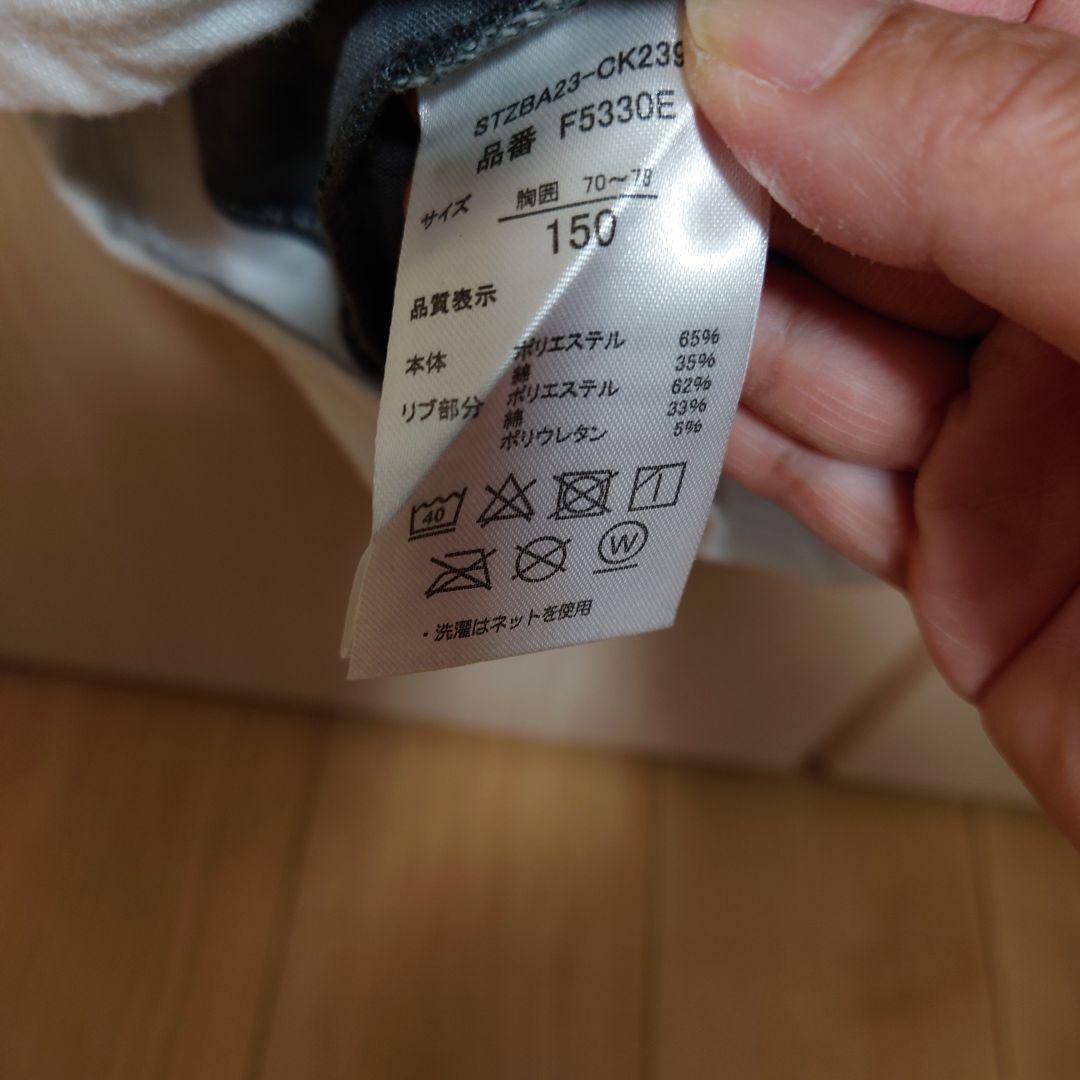 STZBA23-CK239
品番 F5330E
サイズ 胸囲 70～78
150
品質表示
本体 ポリエステル 65%
綿 35%
リブ部分 ポリエステル 62%
綿 33%
ポリウレタン 5%
40
W
・洗濯はネットを使用